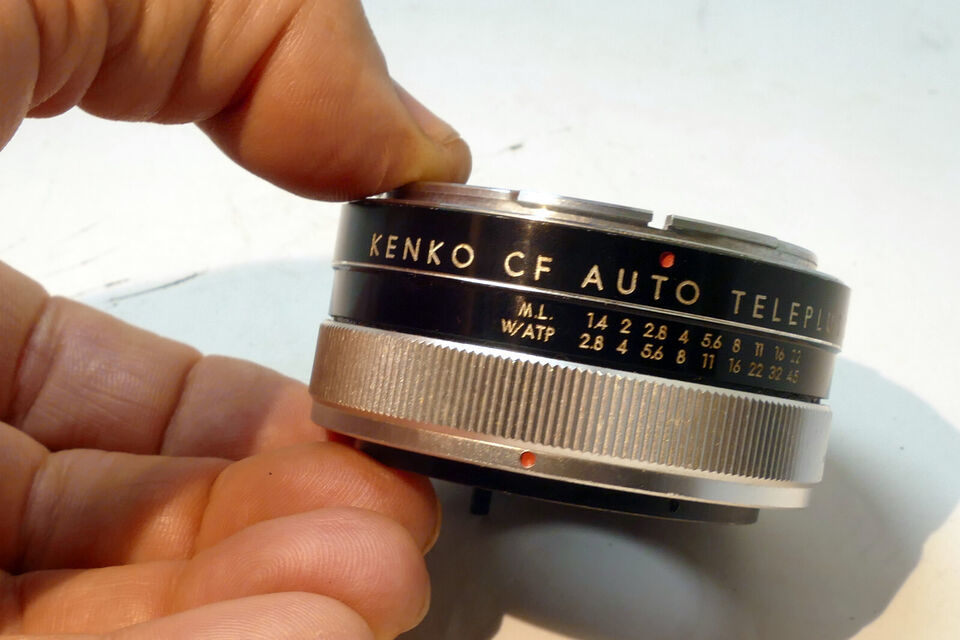 KENKO CF AUTO TELEPL
M.L. 1.4 2 2.8 4 5.6 8 11 16 22
W/ATP 2.8 4 5.6 8 11 16 22 32 45